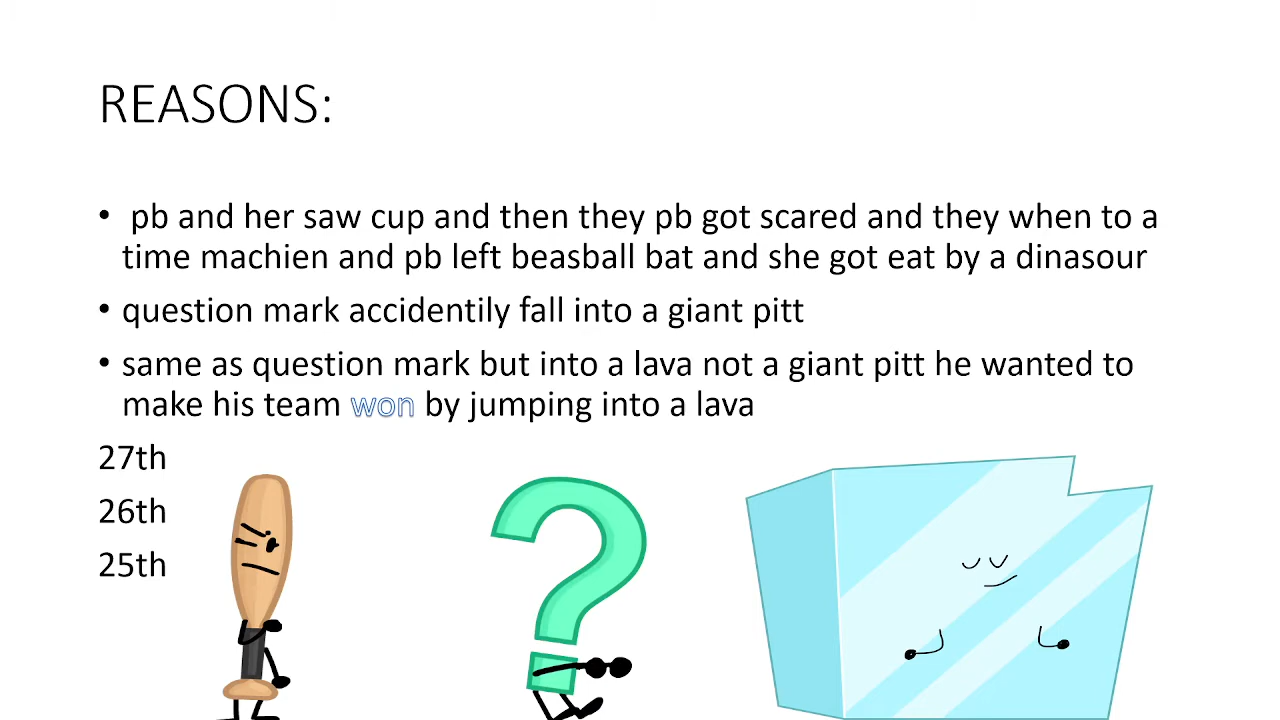 REASONS:
• pb and her saw cup and then they pb got scared and they when to a
time machien and pb left beasball bat and she got eat by a dinasour
• question mark accidentily fall into a giant pitt
• same as question mark but into a lava not a giant pitt he wanted to
make his team won by jumping into a lava
27th
26th
25th